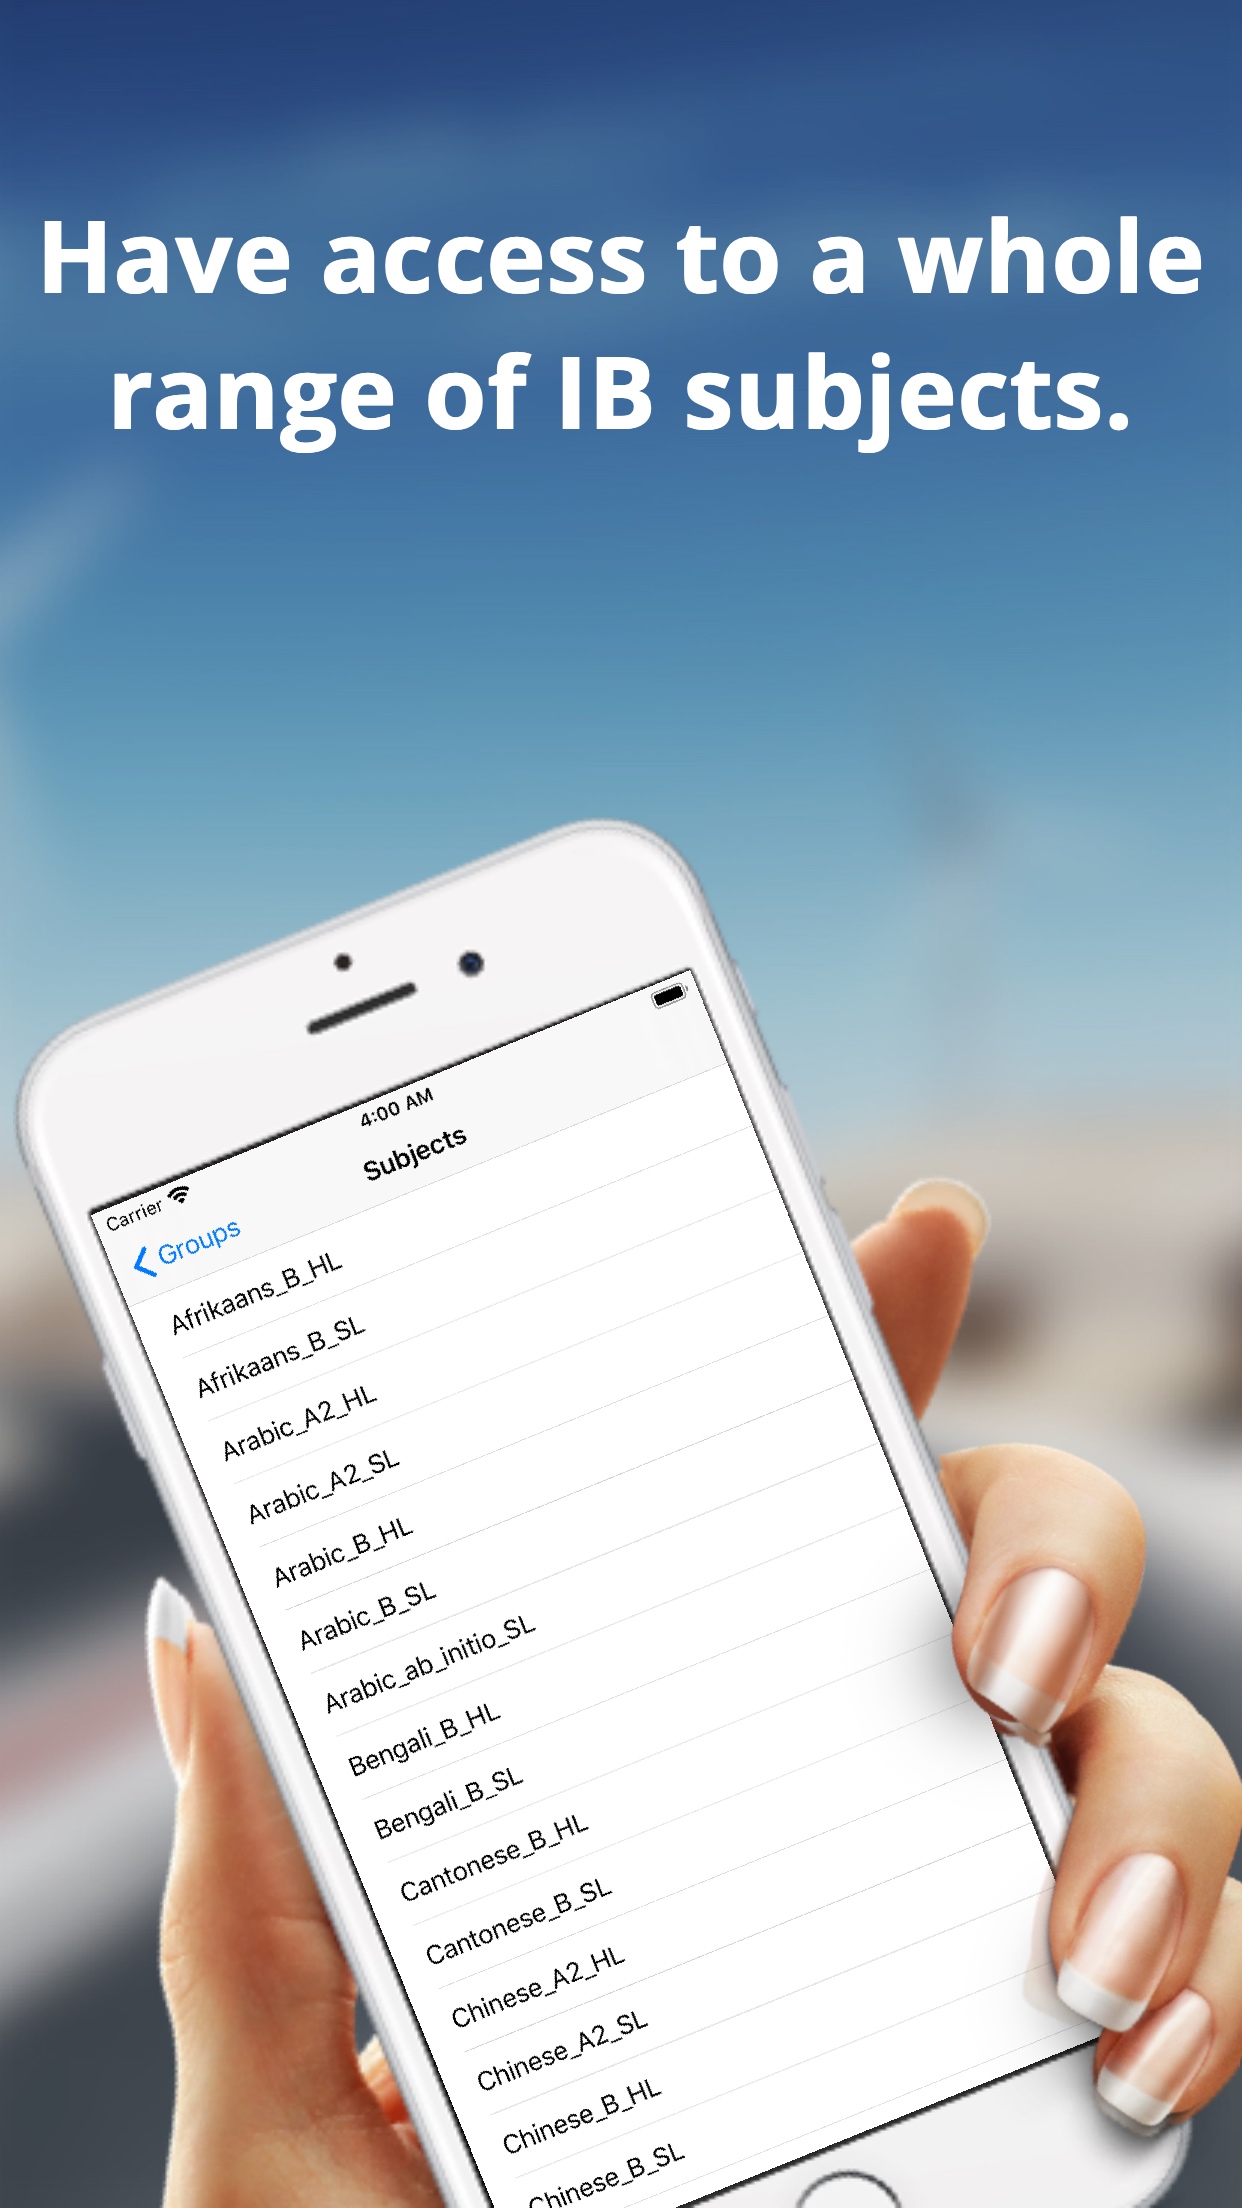 Have access to a whole
range of IB subjects.
Carrier
4:00 AM
Groups
Subjects
Afrikaans_B_HL
Afrikaans_B_SL
Arabic_A2_HL
Arabic_A2_SL
Arabic_B_HL
Arabic_B_SL
Arabic_ab_initio_SL
Bengali_B_HL
Bengali_B_SL
Cantonese_B_HL
Cantonese_B_SL
Chinese_A2_HL
Chinese_A2_SL
Chinese_B_HL
Chinese_B_SL